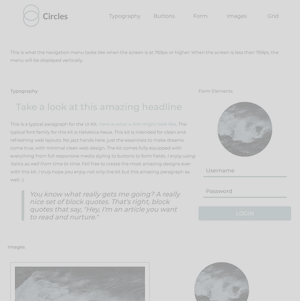 Circles
Typography Buttons Form Images Grid
This is what the navigation menu looks like when the screen is at 768px or higher. When the screen is less than 768px, the
menu will be displayed vertically.
Typography
Form Elements
Take a look at this amazing headline
This is a typical paragraph for the UI Kit.
typical font family for this kit is Helvetica Neue. This kit is intended for clean and
refreshing web layouts. No jazz hands here, just the essentials to make dreams
come true, with minimal clean web design. The kit comes fully equipped with
everything from full responsive media styling to buttons to form fields. I enjoy using
italics as well from time to time. Fell free to create the most amazing designs ever
with this kit. I truly hope you enjoy not only the kit but this amazing paragraph as
well. :)
You know what really gets me going? A really
nice set of block quotes. That's right, block
quotes that say, "Hey, I'm an article you want
to read and nurture."
Username
Password
LOGIN
Images